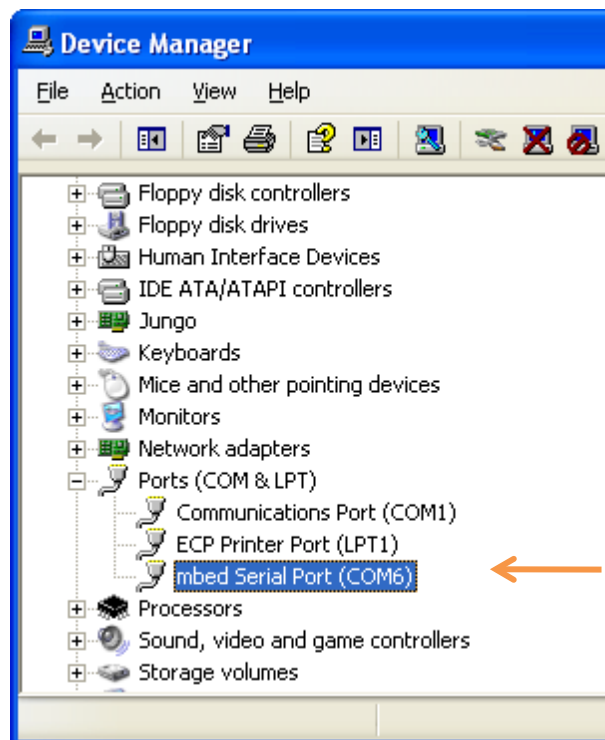 Device Manager
File Action View Help
Floppy disk controllers
Floppy disk drives
Human Interface Devices
IDE ATA/ATAPI controllers
Jungo
Keyboards
Mice and other pointing devices
Monitors
Network adapters
Ports (COM & LPT)
Communications Port (COM1)
ECP Printer Port (LPT1)
mbed Serial Port (COM6)
Processors
Sound, video and game controllers
Storage volumes